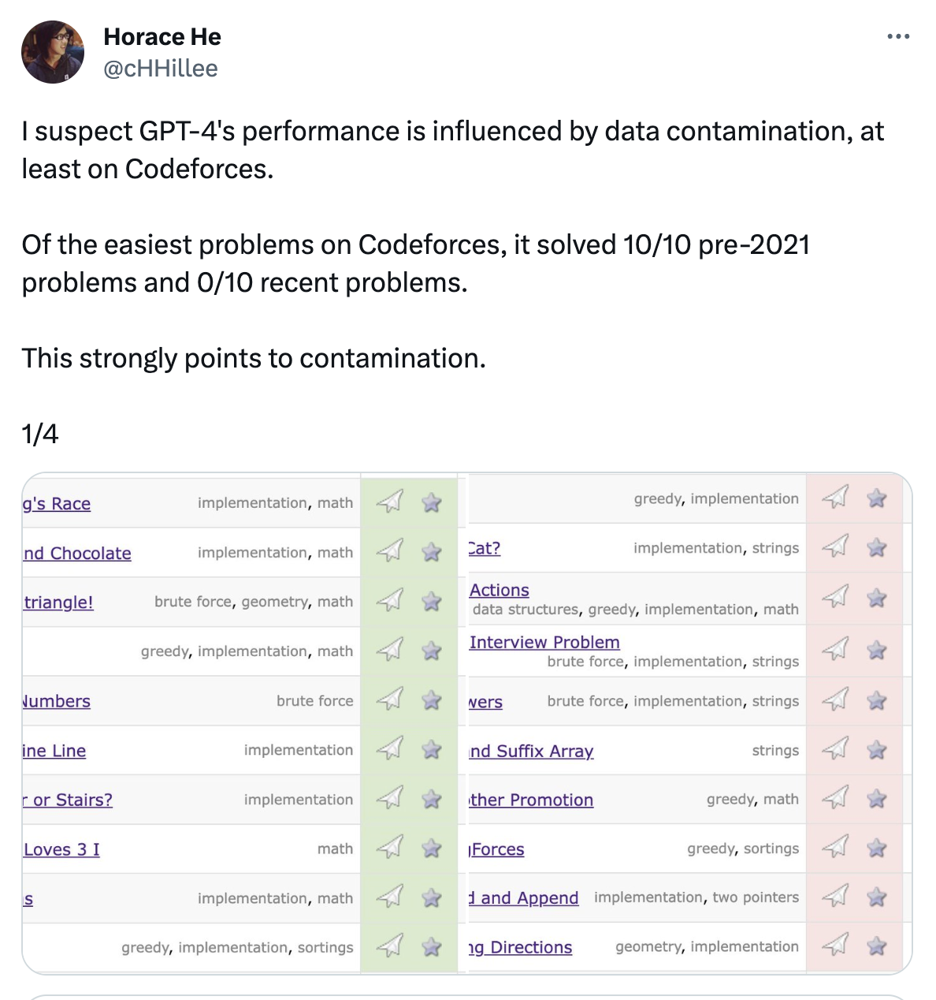 Horace He
@cHHillee
I suspect GPT-4's performance is influenced by data contamination, at
least on Codeforces.
Of the easiest problems on Codeforces, it solved 10/10 pre-2021
problems and 0/10 recent problems.
This strongly points to contamination.
1/4
g's Race implementation, math
nd Chocolate implementation, math
triangle! brute force, geometry, math
greedy, implementation, math
Numbers brute force
ine Line implementation
r or Stairs? implementation
Loves 3 I math
s implementation, math
greedy, implementation, sortings
greedy, implementation
Cat? implementation, strings
Actions
data structures, greedy, implementation, math
Interview Problem
brute force, implementation, strings
wers brute force, implementation, strings
nd Suffix Array strings
ther Promotion greedy, math
gForces greedy, sortings
d and Append implementation, two pointers
ng Directions geometry, implementation